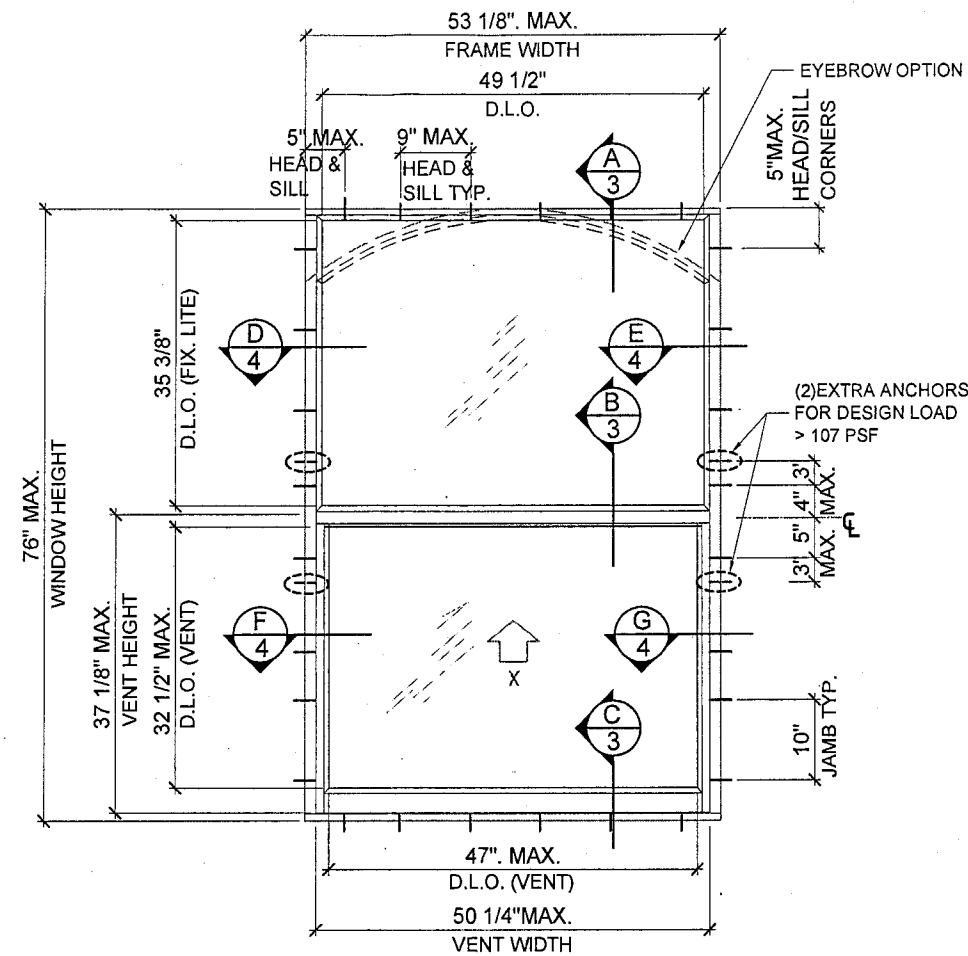 53 1/8". MAX.
FRAME WIDTH
49 1/2"
D.L.O.
EYEBROW OPTION
5" MAX.
HEAD &
SILL
9" MAX.
HEAD &
SILL TYP.
A
3
5"MAX.
HEAD/SILL
CORNERS
76" MAX.
WINDOW HEIGHT
35 3/8"
D.L.O. (FIX. LITE)
D
4
E
4
B
3
(2)EXTRA ANCHORS
FOR DESIGN LOAD
> 107 PSF
3"
4"
MAX.
5"
MAX.
3"
℄
37 1/8" MAX.
VENT HEIGHT
32 1/2" MAX.
D.L.O. (VENT)
F
4
G
4
X
C
3
10"
JAMB TYP.
47". MAX.
D.L.O. (VENT)
50 1/4"MAX.
VENT WIDTH